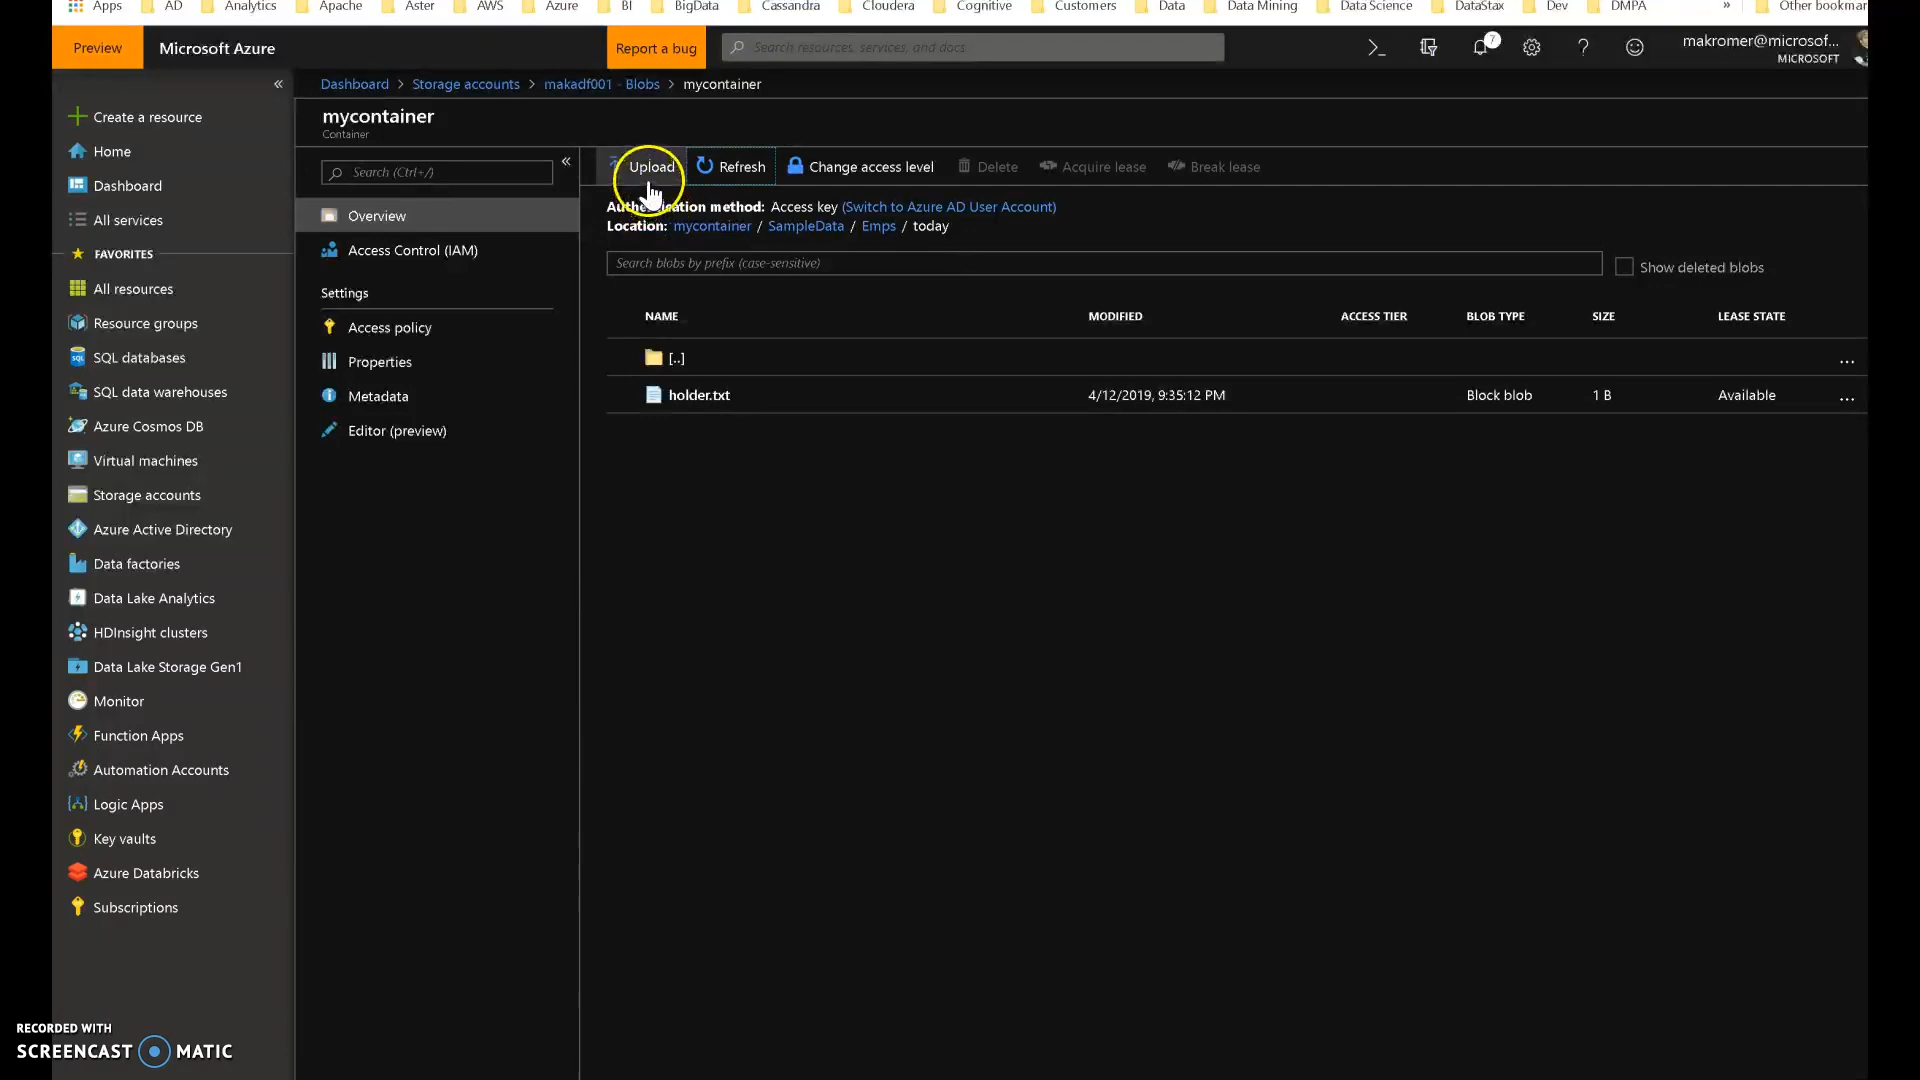 Apps AD Analytics Apache Aster AWS Azure BI BigData Cassandra Cloudera Cognitive Customers Data Data Mining Data Science DataStax Dev DMPA » Other bookmar
Preview Microsoft Azure Report a bug Search resources, services, and docs 7 makromer@microsof...
MICROSOFT
«
Create a resource
Home
Dashboard
All services
FAVORITES
All resources
Resource groups
SQL databases
SQL data warehouses
Azure Cosmos DB
Virtual machines
Storage accounts
Azure Active Directory
Data factories
Data Lake Analytics
HDInsight clusters
Data Lake Storage Gen1
Monitor
Function Apps
Automation Accounts
Logic Apps
Key vaults
Azure Databricks
Subscriptions
Dashboard > Storage accounts > makadf001 - Blobs > mycontainer
mycontainer
Container
Search (Ctrl+/) «
Overview
Access Control (IAM)
Settings
Access policy
Properties
Metadata
Editor (preview)
Upload Refresh Change access level Delete Acquire lease Break lease
method: Access key (Switch to Azure AD User Account)
Location: mycontainer / SampleData / Emps / today
Search blobs by prefix (case-sensitive) Show deleted blobs
NAME MODIFIED ACCESS TIER BLOB TYPE SIZE LEASE STATE
[..] ...
holder.txt 4/12/2019, 9:35:12 PM Block blob 1 B Available ...
RECORDED WITH
SCREENCAST MATIC